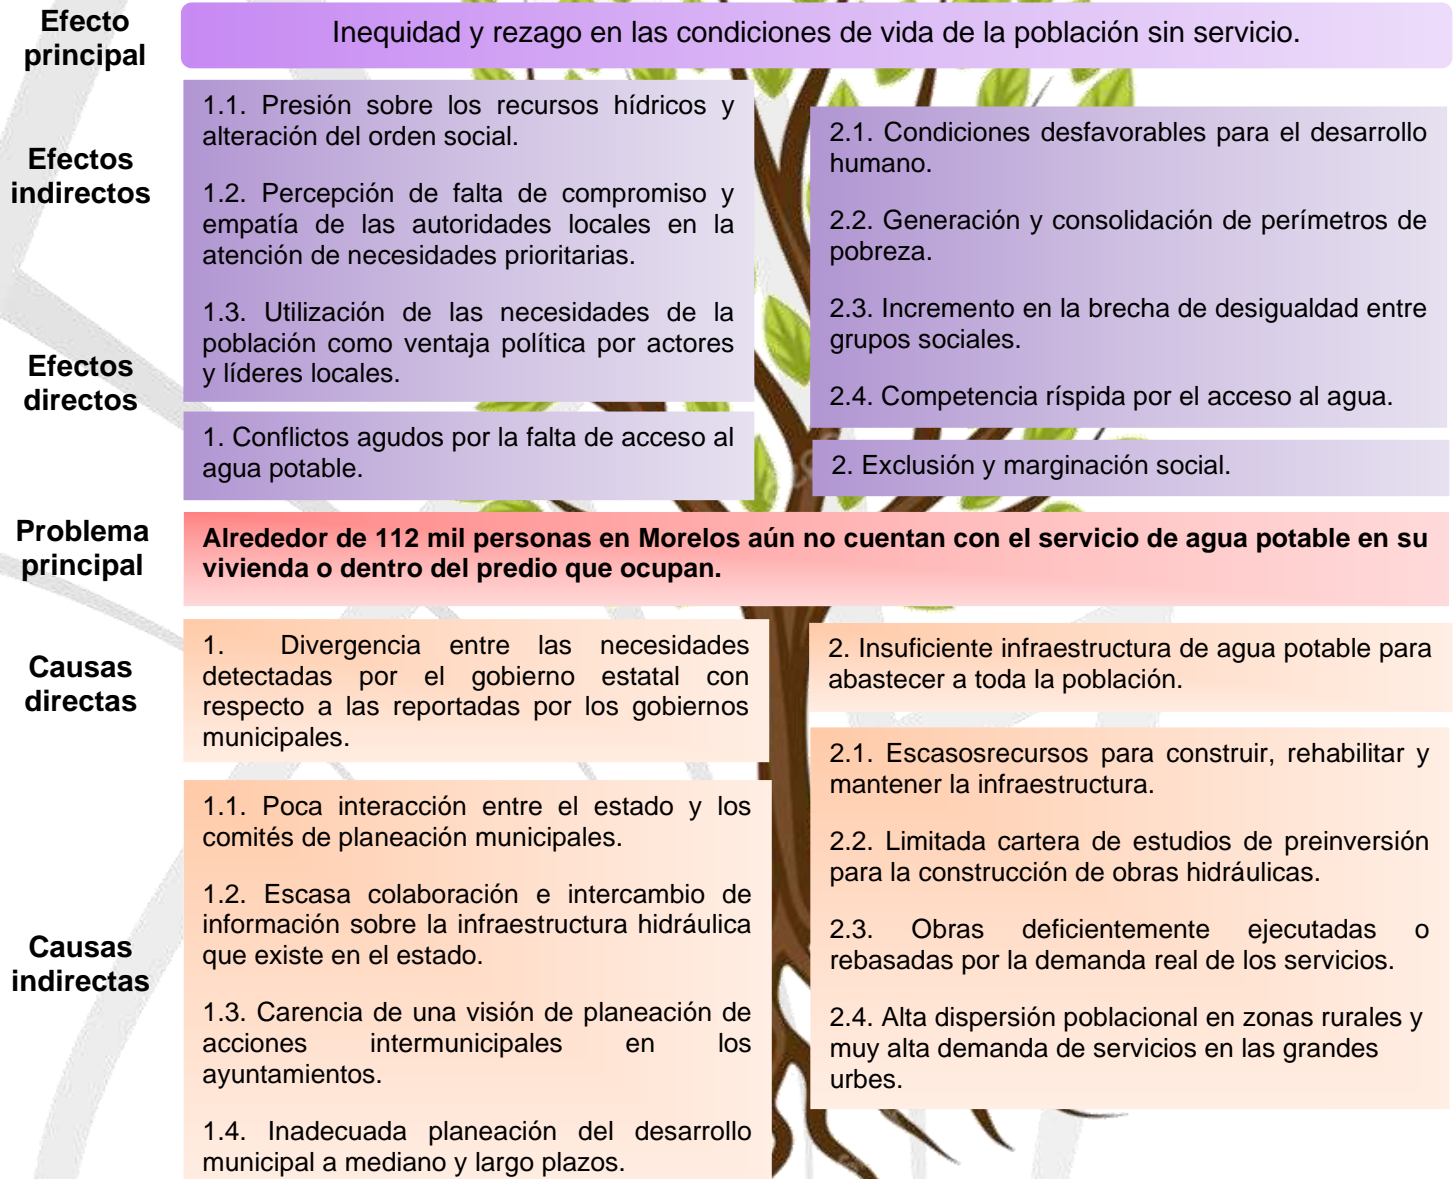 Efecto
principal
Inequidad y rezago en las condiciones de vida de la población sin servicio.
Efectos
indirectos
1.1. Presión sobre los recursos hídricos y
alteración del orden social.
1.2. Percepción de falta de compromiso y
empatía de las autoridades locales en la
atención de necesidades prioritarias.
1.3. Utilización de las necesidades de la
población como ventaja política por actores
y líderes locales.
2.1. Condiciones desfavorables para el desarrollo
humano.
2.2. Generación y consolidación de perímetros de
pobreza.
2.3. Incremento en la brecha de desigualdad entre
grupos sociales.
2.4. Competencia ríspida por el acceso al agua.
Efectos
directos
1. Conflictos agudos por la falta de acceso al
agua potable.
2. Exclusión y marginación social.
Problema
principal
Alrededor de 112 mil personas en Morelos aún no cuentan con el servicio de agua potable en su
vivienda o dentro del predio que ocupan.
Causas
directas
1. Divergencia entre las necesidades
detectadas por el gobierno estatal con
respecto a las reportadas por los gobiernos
municipales.
2. Insuficiente infraestructura de agua potable para
abastecer a toda la población.
Causas
indirectas
1.1. Poca interacción entre el estado y los
comités de planeación municipales.
1.2. Escasa colaboración e intercambio de
información sobre la infraestructura hidráulica
que existe en el estado.
1.3. Carencia de una visión de planeación de
acciones intermunicipales en los
ayuntamientos.
1.4. Inadecuada planeación del desarrollo
municipal a mediano y largo plazos.
2.1. Escasosrecursos para construir, rehabilitar y
mantener la infraestructura.
2.2. Limitada cartera de estudios de preinversión
para la construcción de obras hidráulicas.
2.3. Obras deficientemente ejecutadas o
rebasadas por la demanda real de los servicios.
2.4. Alta dispersión poblacional en zonas rurales y
muy alta demanda de servicios en las grandes
urbes.